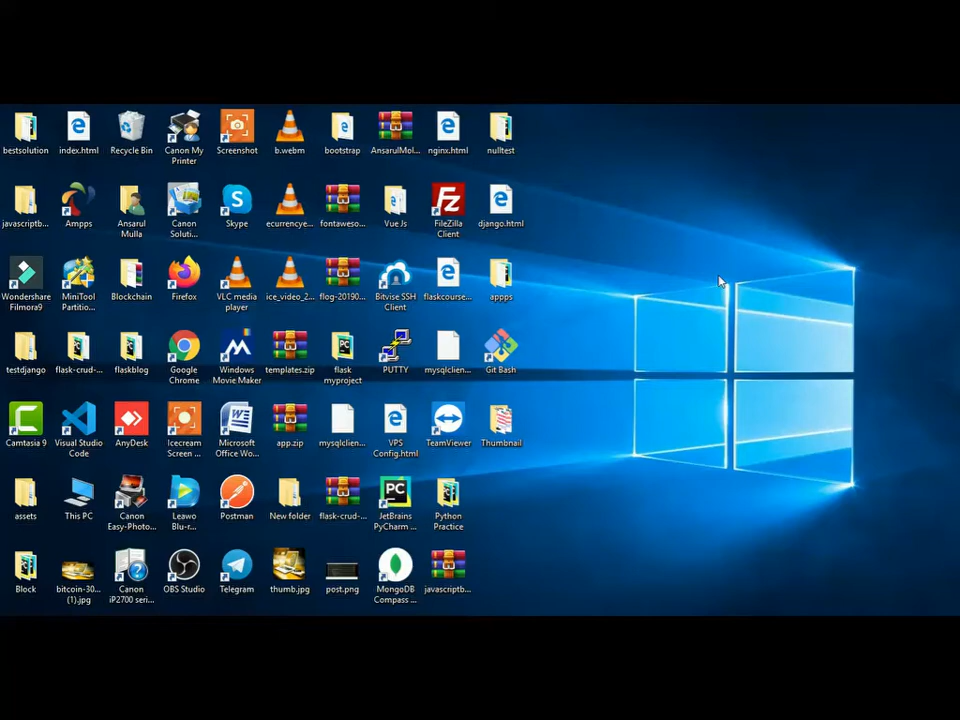 bestsolution
index.html
Recycle Bin
Canon My
Printer
Screenshot
b.webm
bootstrap
AnsarulMol...
nginx.html
nulltest
javascriptb...
Ampps
Ansarul
Mulla
Canon
Soluti...
Skype
ecurrencye...
fontaweso...
Vue Js
FileZilla
Client
django.html
Wondershare
Filmora9
MiniTool
Partitio...
Blockchain
Firefox
VLC media
player
ice_video_2...
flog-20190...
Bitvise SSH
Client
flaskcourse...
appps
testdjango
flask-crud-...
flaskblog
Google
Chrome
Windows
Movie Maker
templates.zip
flask
myproject
PUTTY
mysqlclien...
Git Bash
Camtasia 9
Visual Studio
Code
AnyDesk
Icecream
Screen ...
Microsoft
Office Wo...
app.zip
mysqlclien...
VPS
Config.html
TeamViewer
Thumbnail
assets
This PC
Canon
Easy-Photo...
Leawo
Blu-r...
Postman
New folder
flask-crud-...
JetBrains
PyCharm ...
Python
Practice
Block
bitcoin-30...
(1).jpg
Canon
iP2700 seri...
OBS Studio
Telegram
thumb.jpg
post.png
MongoDB
Compass ...
javascriptb...